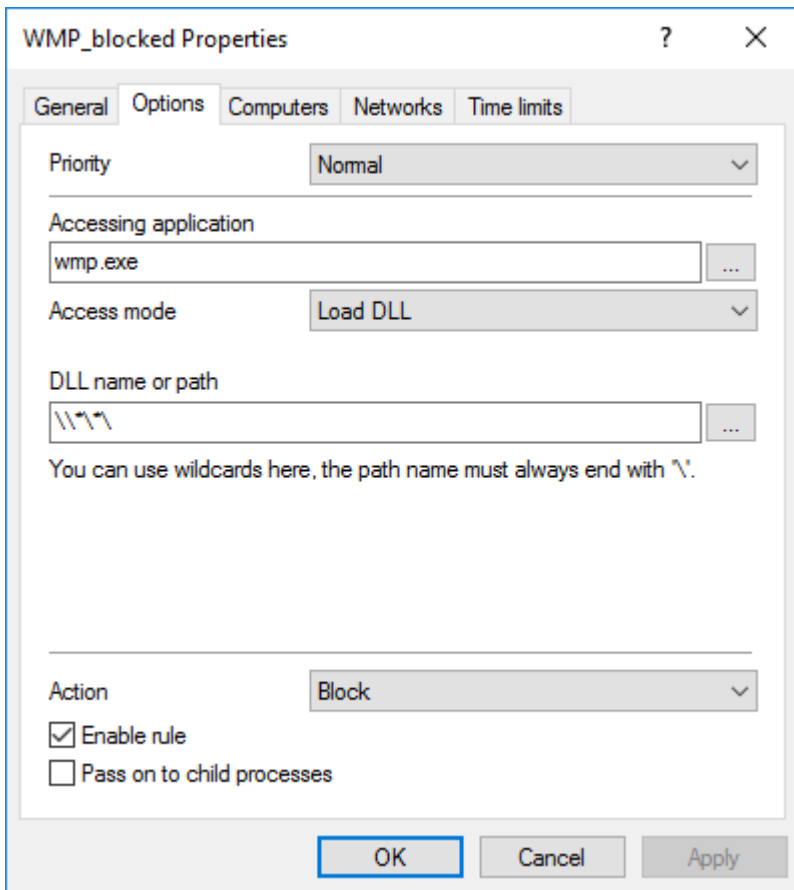 WMP_blocked Properties ? ×
General Options Computers Networks Time limits
Priority Normal
Accessing application
wmp.exe ...
Access mode Load DLL
DLL name or path
\\*\*\ ...
You can use wildcards here, the path name must always end with '\'.
Action Block
Enable rule
Pass on to child processes
OK Cancel Apply